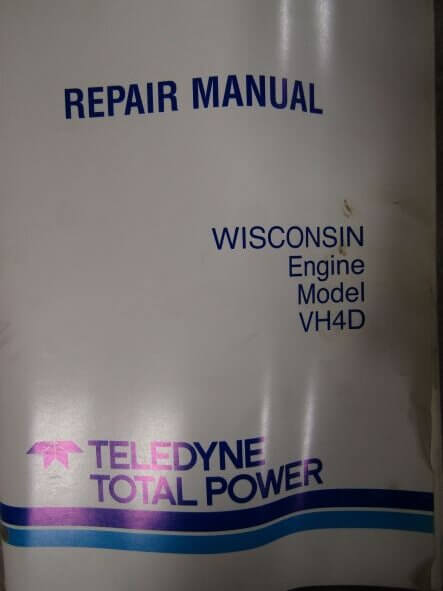 REPAIR MANUAL
WISCONSIN
Engine
Model
VH4D
TELEDYNE
TOTAL POWER